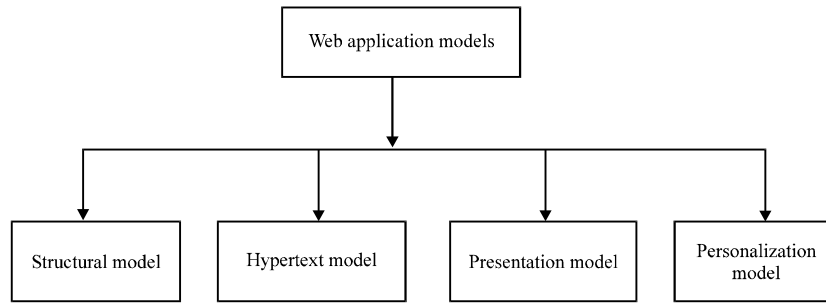 Web application models
Structural model
Hypertext model
Presentation model
Personalization
model